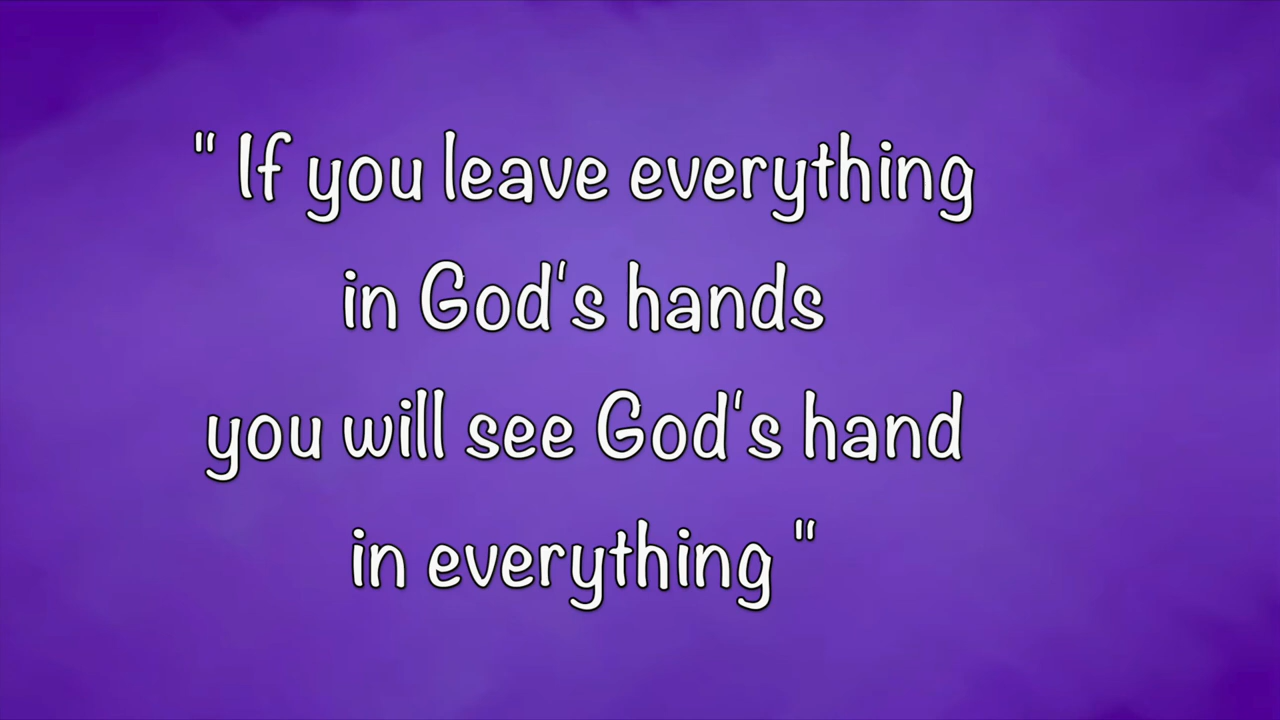 " If you leave everything
in God's hands
you will see God's hand
in everything "